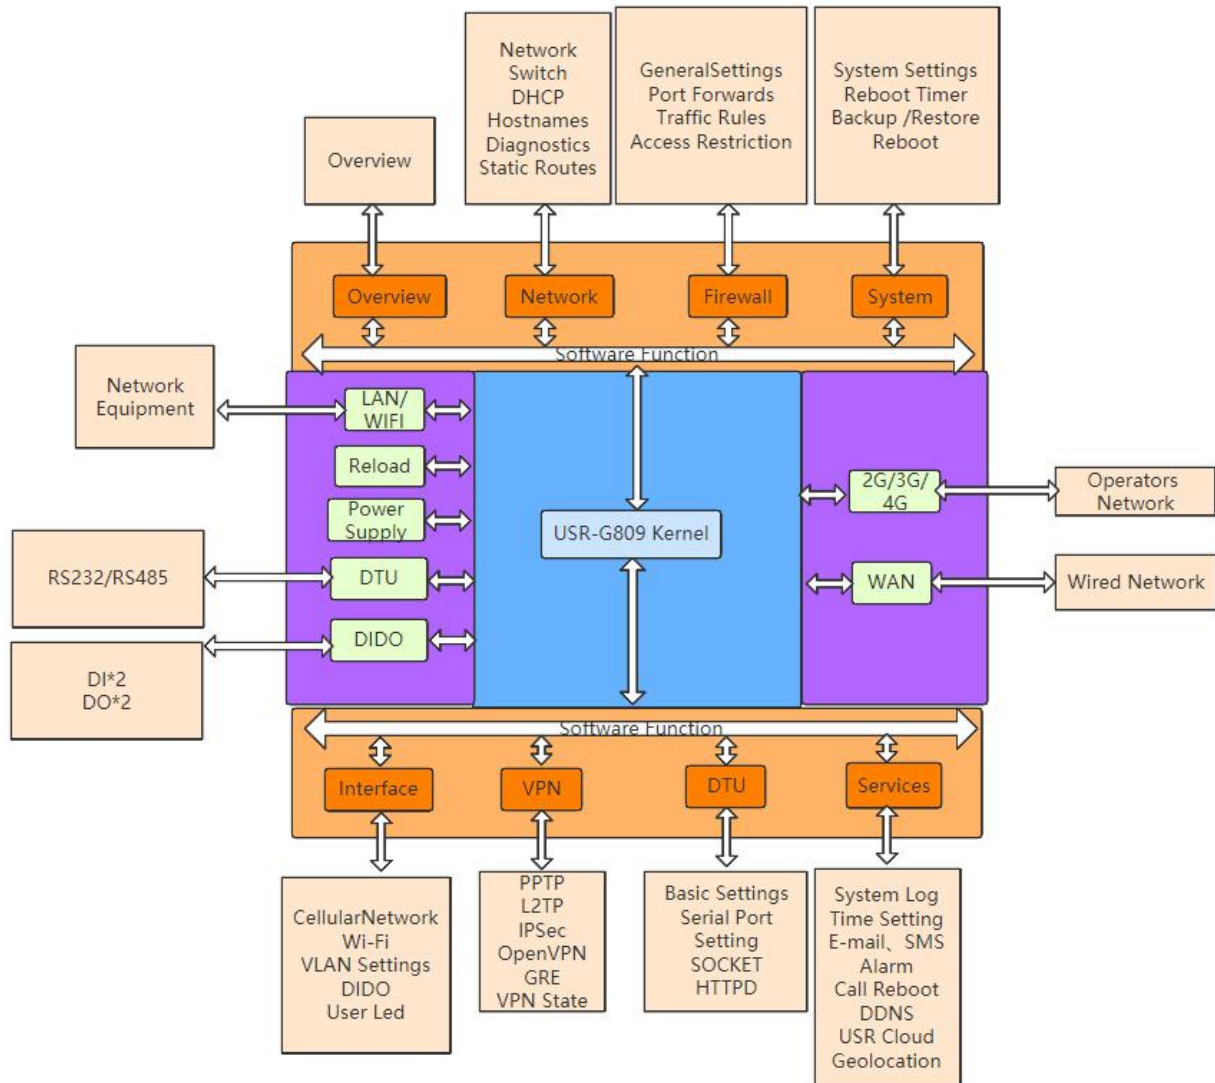 Overview
Network
Switch
DHCP
Hostnames
Diagnostics
Static Routes
GeneralSettings
Port Forwards
Traffic Rules
Access Restriction
System Settings
Reboot Timer
Backup /Restore
Reboot
Overview
Network
Firewall
System
Software Function
Network
Equipment
LAN/
WIFI
Reload
Power
Supply
RS232/RS485
DTU
DI*2
DO*2
DIDO
USR-G809 Kernel
2G/3G/
4G
Operators
Network
WAN
Wired Network
Software Function
Interface
VPN
DTU
Services
CellularNetwork
Wi-Fi
VLAN Settings
DIDO
User Led
PPTP
L2TP
IPSec
OpenVPN
GRE
VPN State
Basic Settings
Serial Port
Setting
SOCKET
HTTPD
System Log
Time Setting
E-mail、SMS
Alarm
Call Reboot
DDNS
USR Cloud
Geolocation